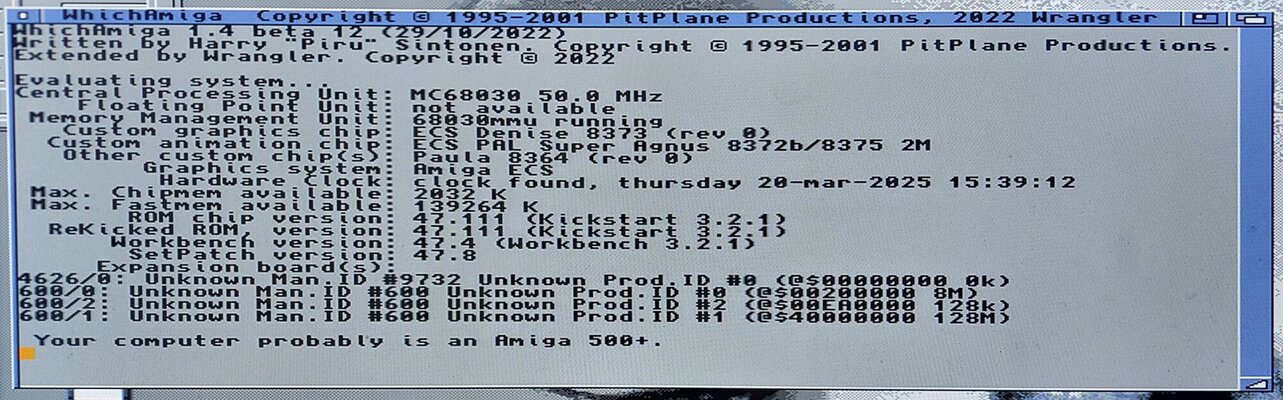 WhichAmiga  Copyright © 1995-2001 PitPlane Productions, 2022 Wrangler
WhichAmiga 1.4 beta 12 (29/10/2022)
Written by Harry "Piru" Sintonen. Copyright © 1995-2001 PitPlane Productions.
Extended by Wrangler. Copyright © 2022
Evaluating system...
Central Processing Unit: MC68030 50.0 MHz
Floating Point Unit: not available
Memory Management Unit: 68030mmu running
Custom graphics chip: ECS Denise 8373 (rev 0)
Custom animation chip: ECS PAL Super Agnus 8372b/8375 2M
Other custom chip(s): Paula 8364 (rev 0)
Graphics system: Amiga ECS
Hardware Clock: clock found, thursday 20-mar-2025 15:39:12
Max. Chipmem available: 2032 K
Max. Fastmem available: 139264 K
ROM chip version: 47.111 (Kickstart 3.2.1)
ReKicked ROM, version: 47.111 (Kickstart 3.2.1)
Workbench version: 47.4 (Workbench 3.2.1)
SetPatch version: 47.8
Expansion board(s):
4626/0: Unknown Man.ID #9732 Unknown Prod.ID #0 (@$00000000 0k)
600/0: Unknown Man.ID #600 Unknown Prod.ID #0 (@$00200000 8M)
600/2: Unknown Man.ID #600 Unknown Prod.ID #2 (@$00EA0000 128k)
600/1: Unknown Man.ID #600 Unknown Prod.ID #1 (@$40000000 128M)
Your computer probably is an Amiga 500+.